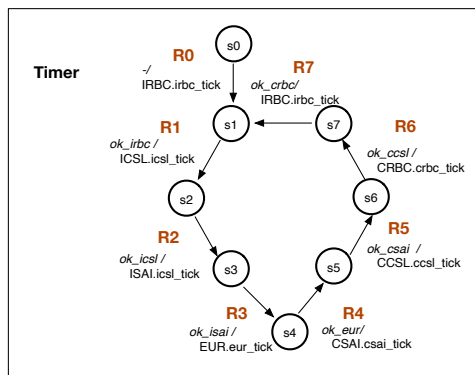 Timer
s0
R0
-/
IRBC.irbc_tick
R7
ok_crbc/
IRBC.irbc_tick
s1
s7
R1
ok_irbc /
ICSL.icsl_tick
R6
ok_ccsl /
CRBC.crbc_tick
s2
s6
R2
ok_icsl /
ISAI.icsl_tick
R5
ok_csai /
CCSL.ccsl_tick
s3
s5
R3
ok_isai /
EUR.eur_tick
s4
R4
ok_eur/
CSAI.csai_tick